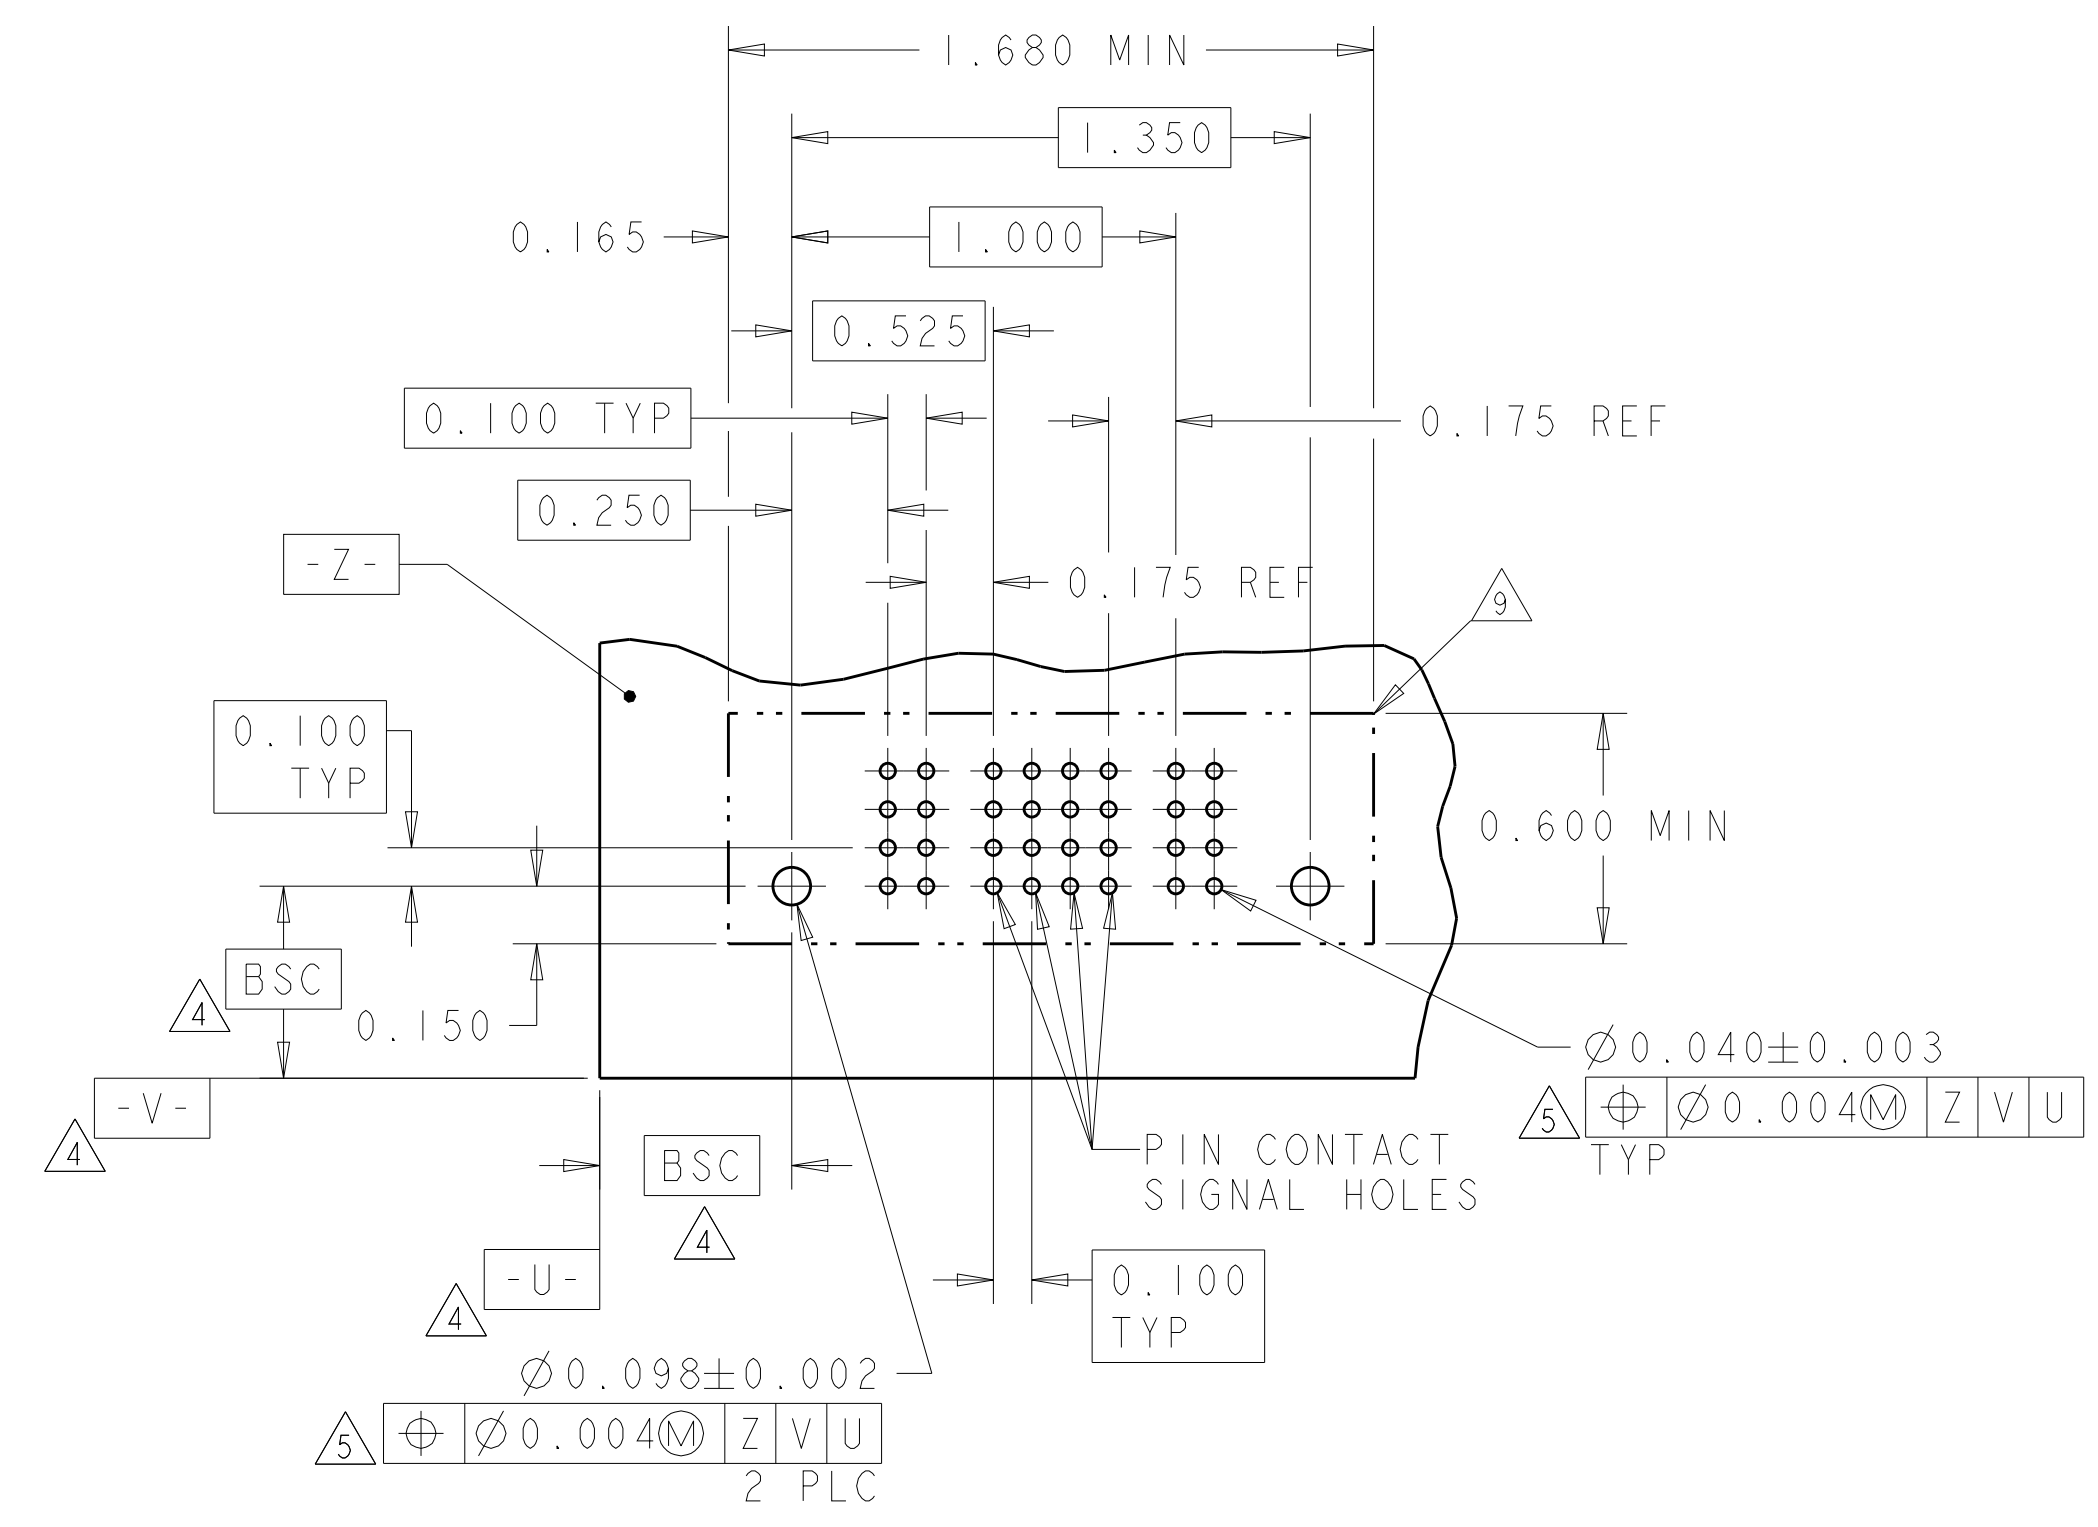 1.680 MIN
1.350
0.165
1.000
0.525
0.100 TYP
0.175 REF
0.250
-Z-
0.175 REF
9
0.100
TYP
0.600 MIN
BSC
4
0.150
Ø0.040±0.003
-V-
4
5
⌖ Ø0.004Ⓜ Z V U
TYP
BSC
4
PIN CONTACT
SIGNAL HOLES
-U-
4
0.100
TYP
Ø0.098±0.002
5
⌖ Ø0.004Ⓜ Z V U
2 PLC